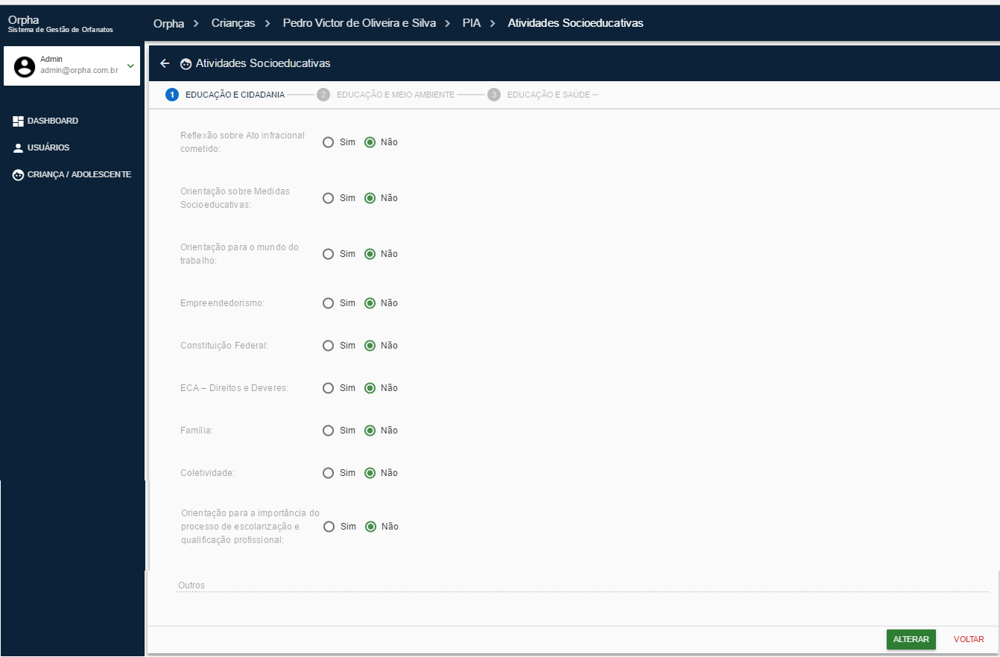 Orpha
Sistema de Gestão de Orfanatos
Orpha > Crianças > Pedro Victor de Oliveira e Silva > PIA > Atividades Socioeducativas
Admin
admin@orpha.com.br
DASHBOARD
USUÁRIOS
CRIANÇA / ADOLESCENTE
Atividades Socioeducativas
1 EDUCAÇÃO E CIDADANIA 2 EDUCAÇÃO E MEIO AMBIENTE 3 EDUCAÇÃO E SAÚDE
Reflexão sobre Ato infracional
cometido:
Sim Não
Orientação sobre Medidas
Socioeducativas:
Sim Não
Orientação para o mundo do
trabalho:
Sim Não
Empreendedorismo: Sim Não
Constituição Federal: Sim Não
ECA – Direitos e Deveres: Sim Não
Família: Sim Não
Coletividade: Sim Não
Orientação para a importância do
processo de escolarização e
qualificação profissional:
Sim Não
Outros
ALTERAR VOLTAR